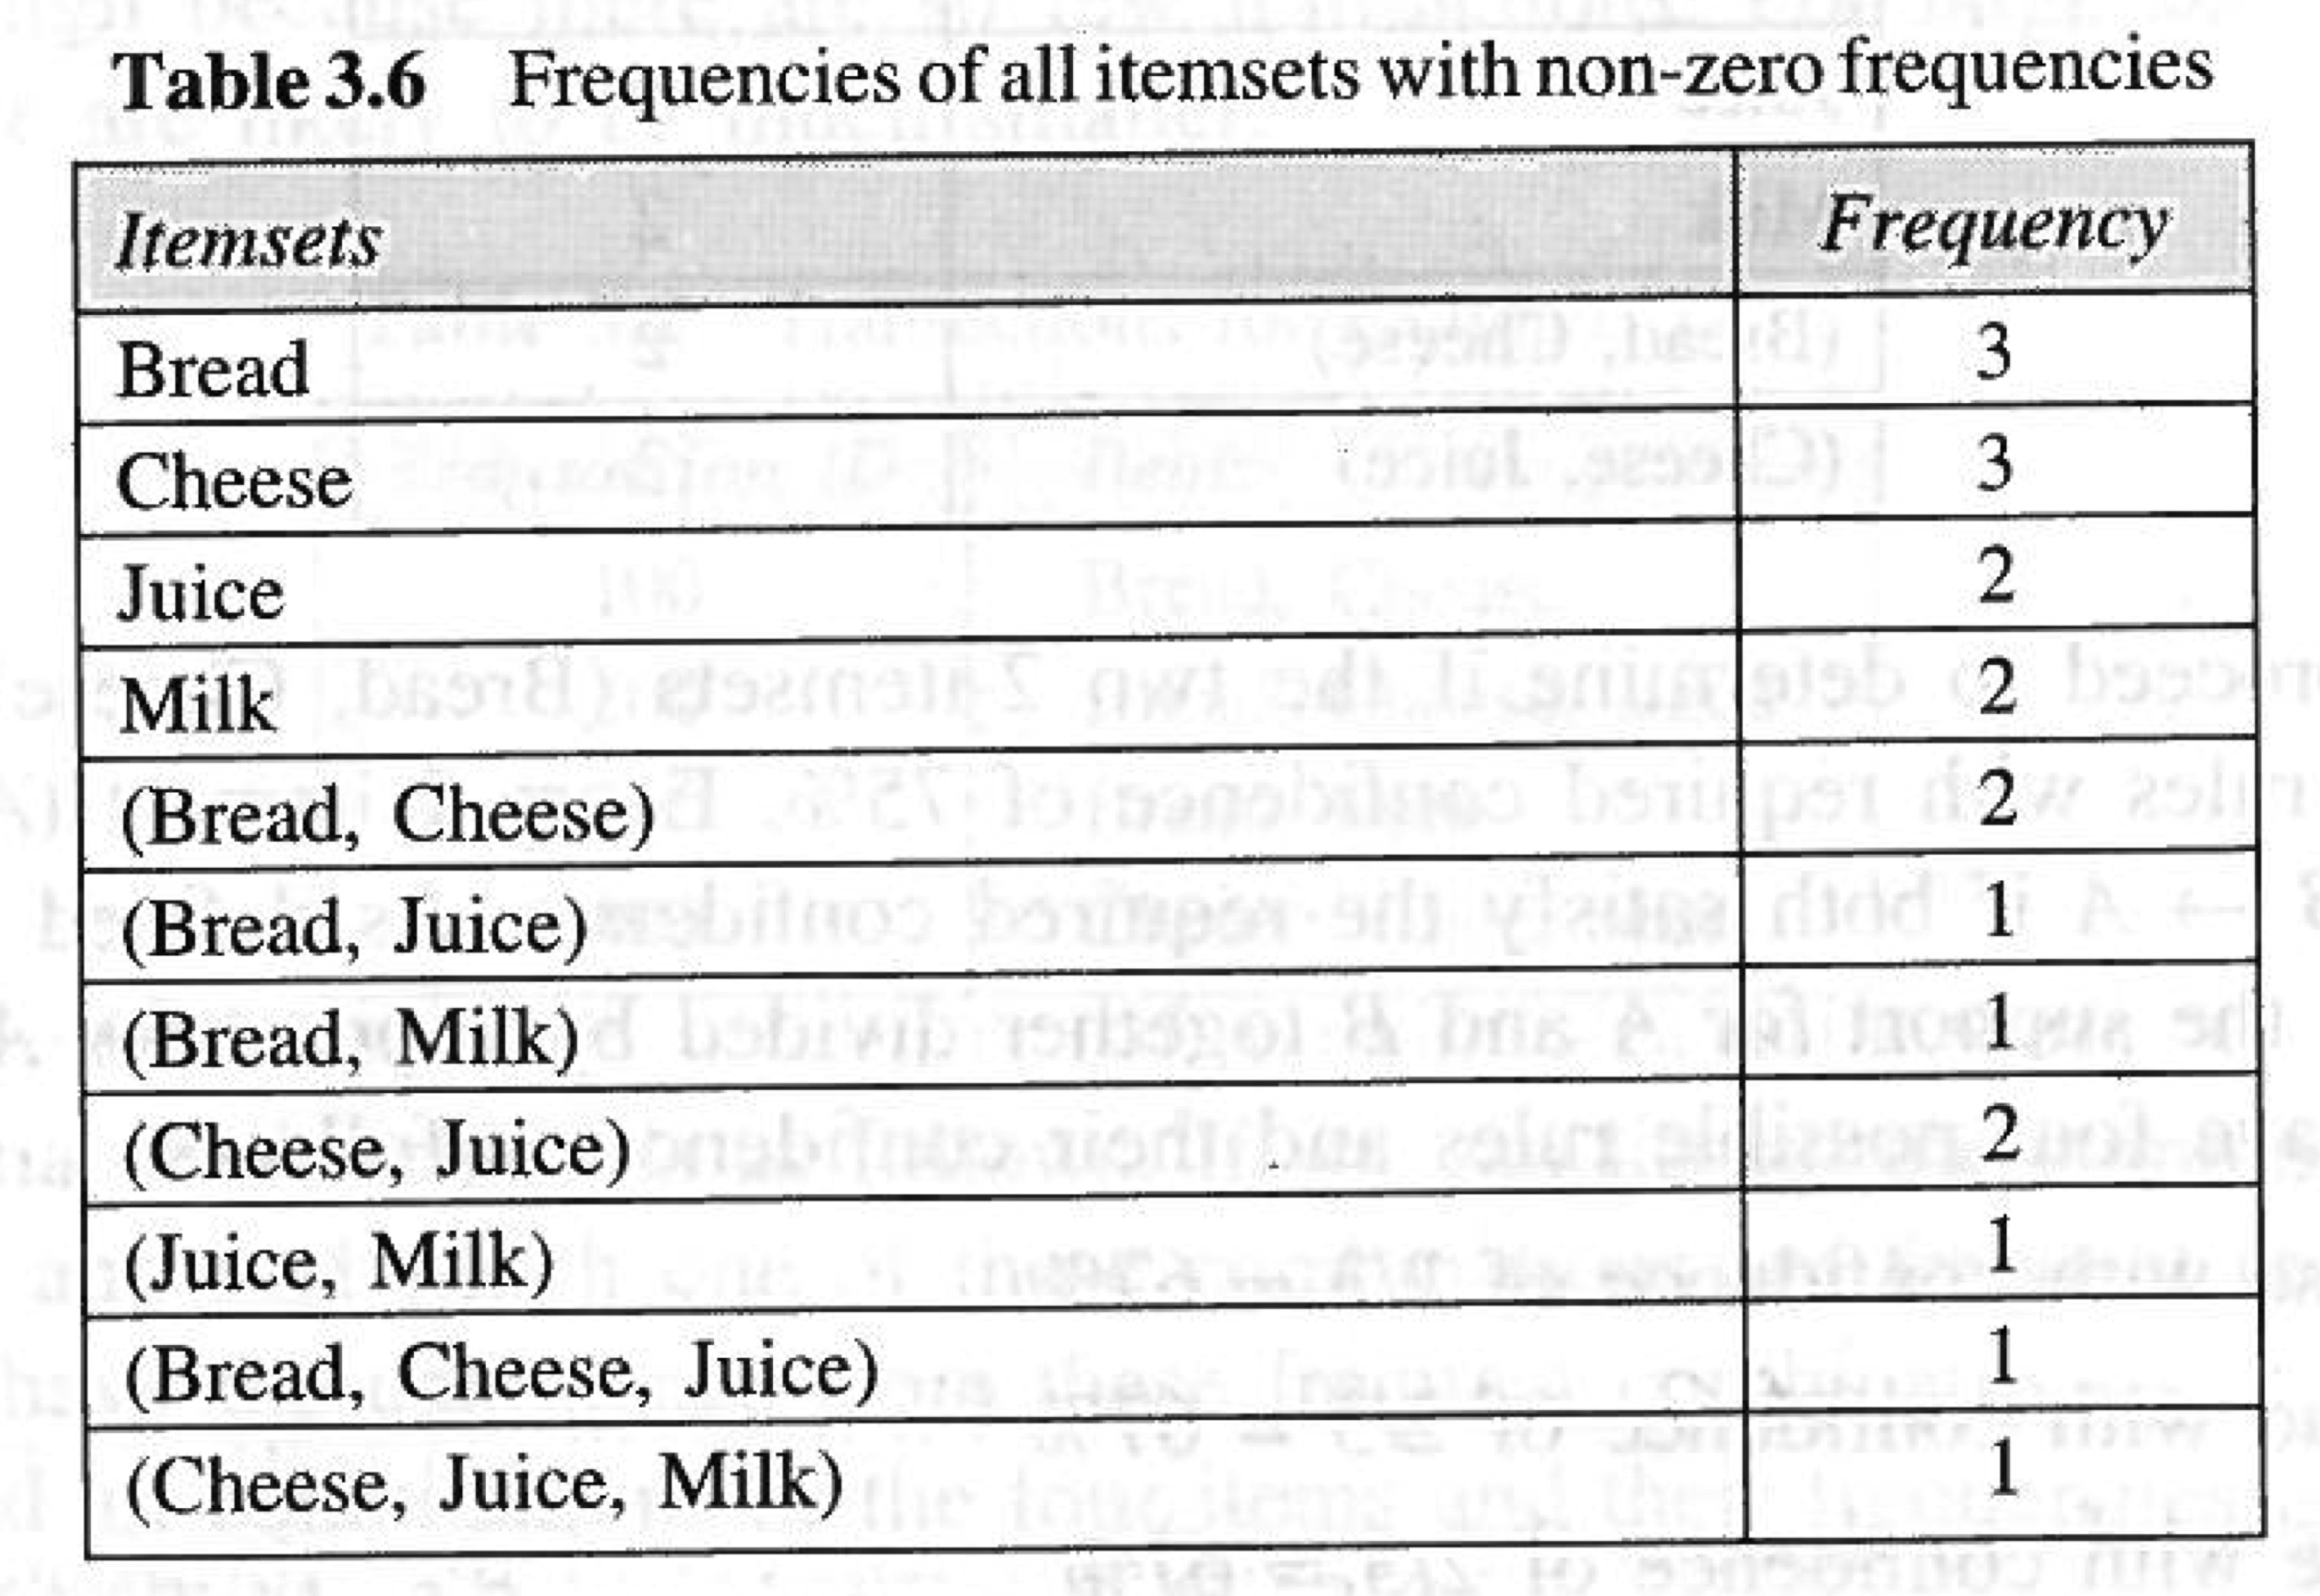 Table 3.6 Frequencies of all itemsets with non-zero frequencies
Itemsets Frequency
Bread 3
Cheese 3
Juice 2
Milk 2
(Bread, Cheese) 2
(Bread, Juice) 1
(Bread, Milk) 1
(Cheese, Juice) 2
(Juice, Milk) 1
(Bread, Cheese, Juice) 1
(Cheese, Juice, Milk) 1